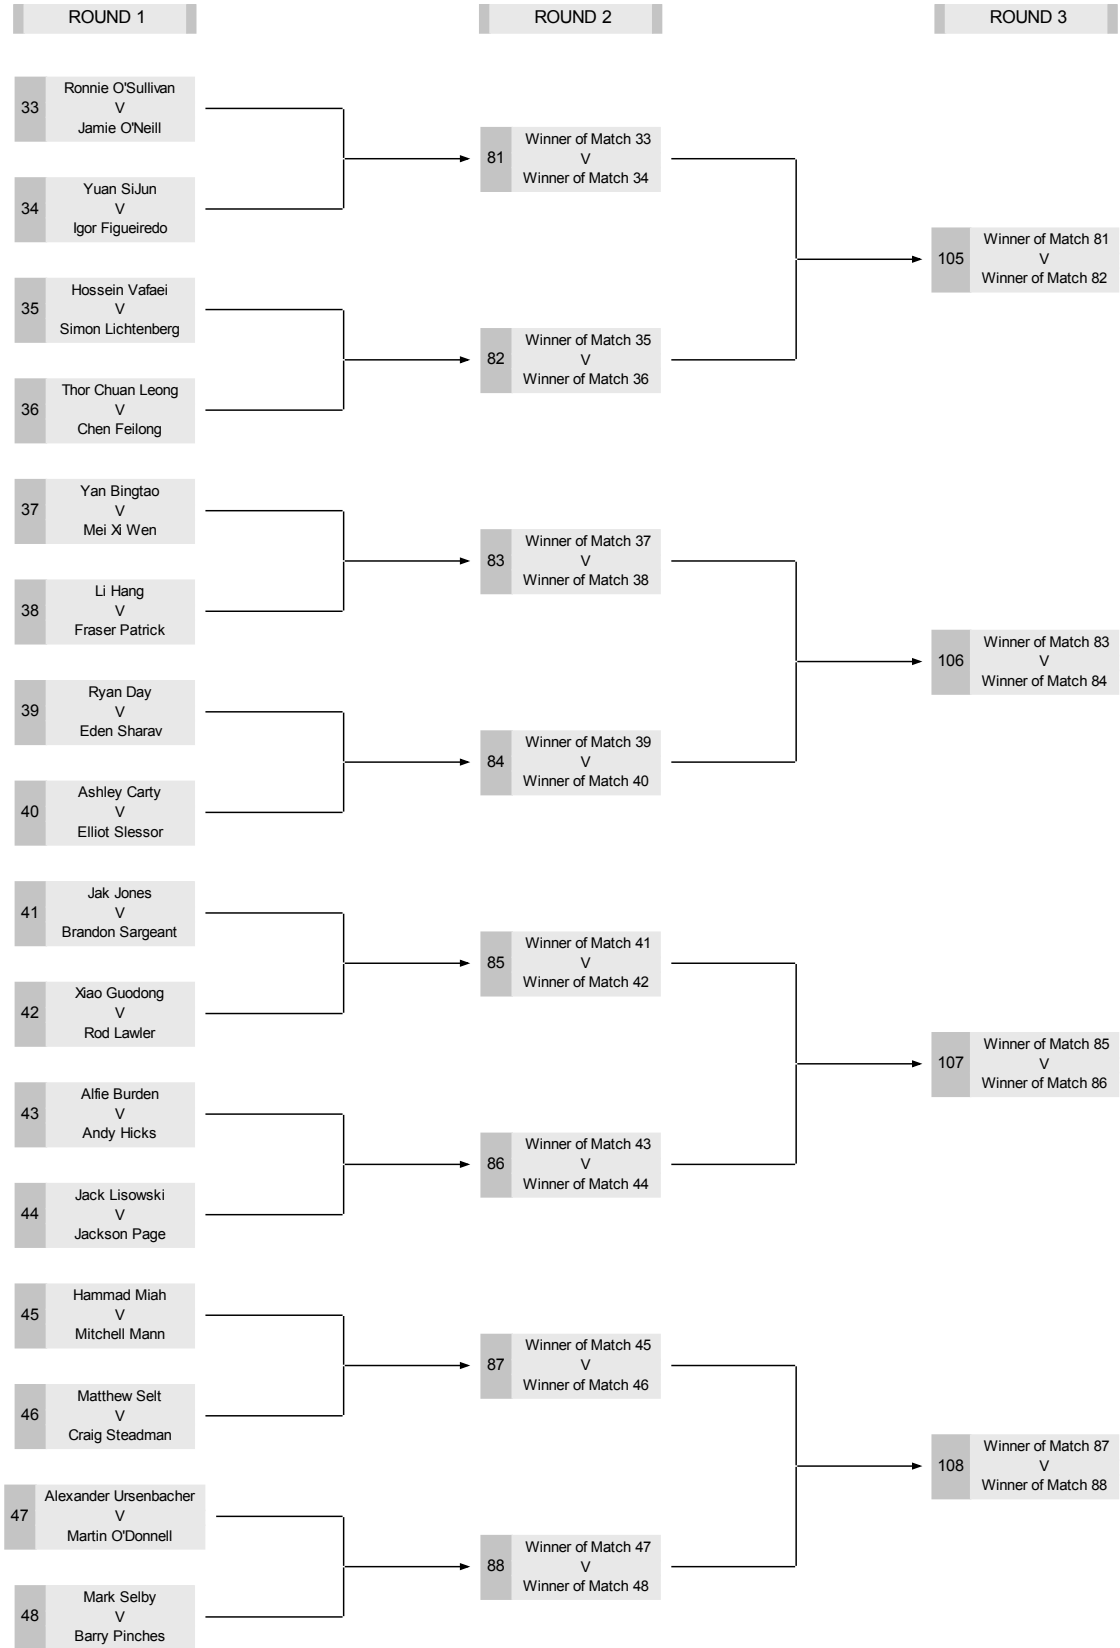 ROUND 1
ROUND 2
ROUND 3
33
Ronnie O'Sullivan
V
Jamie O'Neill
34
Yuan SiJun
V
Igor Figueiredo
35
Hossein Vafaei
V
Simon Lichtenberg
36
Thor Chuan Leong
V
Chen Feilong
37
Yan Bingtao
V
Mei Xi Wen
38
Li Hang
V
Fraser Patrick
39
Ryan Day
V
Eden Sharav
40
Ashley Carty
V
Elliot Slessor
41
Jak Jones
V
Brandon Sargeant
42
Xiao Guodong
V
Rod Lawler
43
Alfie Burden
V
Andy Hicks
44
Jack Lisowski
V
Jackson Page
45
Hammad Miah
V
Mitchell Mann
46
Matthew Selt
V
Craig Steadman
47
Alexander Ursenbacher
V
Martin O'Donnell
48
Mark Selby
V
Barry Pinches
81
Winner of Match 33
V
Winner of Match 34
82
Winner of Match 35
V
Winner of Match 36
83
Winner of Match 37
V
Winner of Match 38
84
Winner of Match 39
V
Winner of Match 40
85
Winner of Match 41
V
Winner of Match 42
86
Winner of Match 43
V
Winner of Match 44
87
Winner of Match 45
V
Winner of Match 46
88
Winner of Match 47
V
Winner of Match 48
105
Winner of Match 81
V
Winner of Match 82
106
Winner of Match 83
V
Winner of Match 84
107
Winner of Match 85
V
Winner of Match 86
108
Winner of Match 87
V
Winner of Match 88